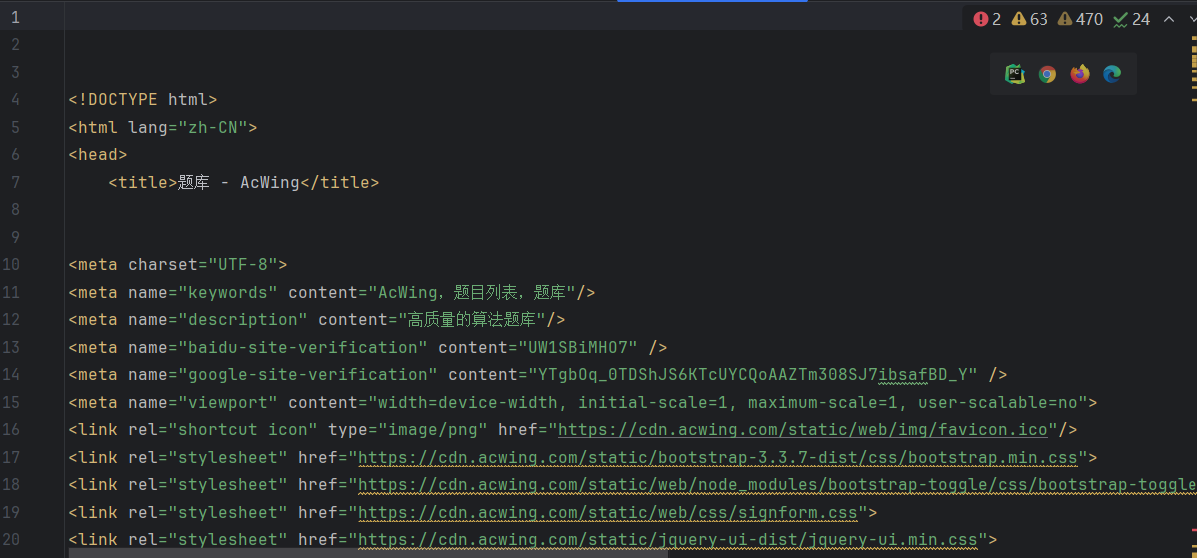 1
2 63 470 24
2
3
4 <!DOCTYPE html>
5 <html lang="zh-CN">
6 <head>
7 <title>题库 - AcWing</title>
8
9
10 <meta charset="UTF-8">
11 <meta name="keywords" content="AcWing，题目列表，题库"/>
12 <meta name="description" content="高质量的算法题库"/>
13 <meta name="baidu-site-verification" content="UW1SBiMHO7" />
14 <meta name="google-site-verification" content="YTgbOq_0TDShJS6KTcUYCQoAAZTm308SJ7ibsafBD_Y" />
15 <meta name="viewport" content="width=device-width, initial-scale=1, maximum-scale=1, user-scalable=no">
16 <link rel="shortcut icon" type="image/png" href="https://cdn.acwing.com/static/web/img/favicon.ico"/>
17 <link rel="stylesheet" href="https://cdn.acwing.com/static/bootstrap-3.3.7-dist/css/bootstrap.min.css">
18 <link rel="stylesheet" href="https://cdn.acwing.com/static/web/node_modules/bootstrap-toggle/css/bootstrap-toggle
19 <link rel="stylesheet" href="https://cdn.acwing.com/static/web/css/signform.css">
20 <link rel="stylesheet" href="https://cdn.acwing.com/static/jquery-ui-dist/jquery-ui.min.css">